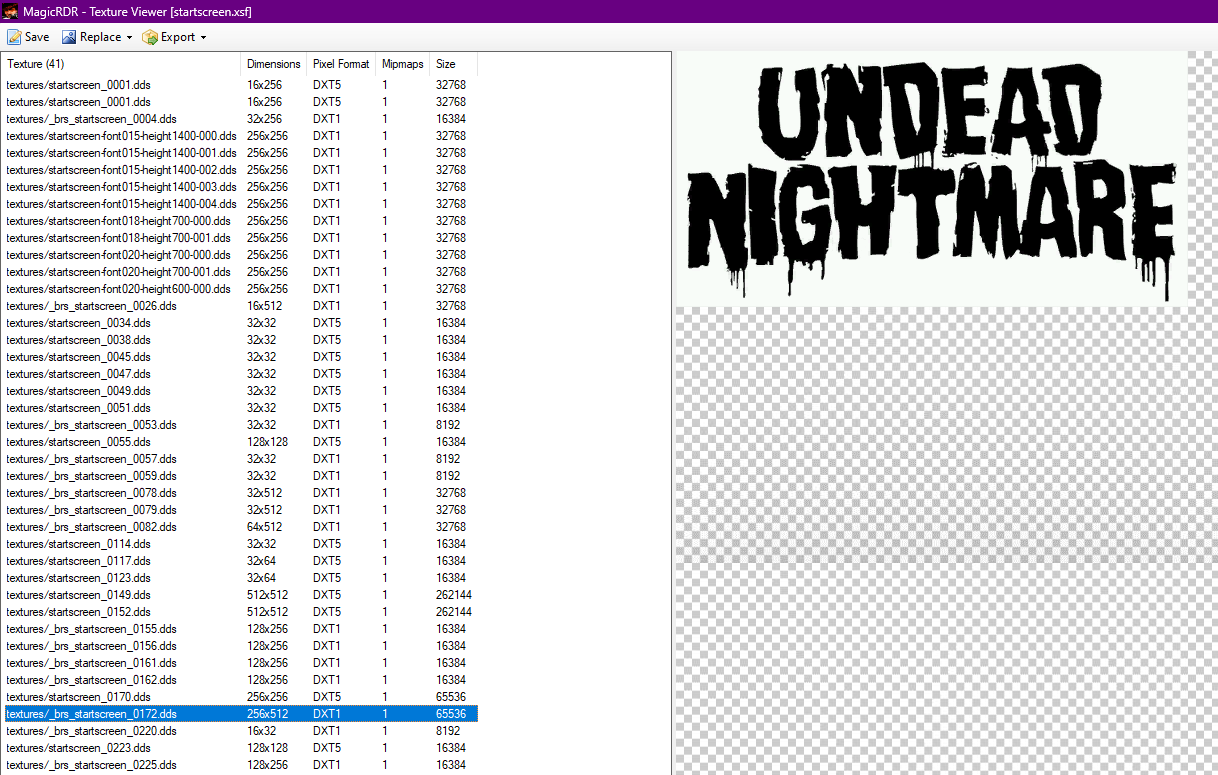 MagicRDR - Texture Viewer [startscreen.xsf]
Save Replace Export
Texture (41) Dimensions Pixel Format Mipmaps Size
textures/startscreen_0001.dds 16x256 DXT5 1 32768
textures/startscreen_0001.dds 16x256 DXT5 1 32768
textures/_brs_startscreen_0004.dds 32x256 DXT1 1 16384
textures/startscreen-font015-height1400-000.dds 256x256 DXT1 1 32768
textures/startscreen-font015-height1400-001.dds 256x256 DXT1 1 32768
textures/startscreen-font015-height1400-002.dds 256x256 DXT1 1 32768
textures/startscreen-font015-height1400-003.dds 256x256 DXT1 1 32768
textures/startscreen-font015-height1400-004.dds 256x256 DXT1 1 32768
textures/startscreen-font018-height700-000.dds 256x256 DXT1 1 32768
textures/startscreen-font018-height700-001.dds 256x256 DXT1 1 32768
textures/startscreen-font020-height700-000.dds 256x256 DXT1 1 32768
textures/startscreen-font020-height700-001.dds 256x256 DXT1 1 32768
textures/startscreen-font020-height600-000.dds 256x256 DXT1 1 32768
textures/_brs_startscreen_0026.dds 16x512 DXT1 1 32768
textures/startscreen_0034.dds 32x32 DXT5 1 16384
textures/startscreen_0038.dds 32x32 DXT5 1 16384
textures/startscreen_0045.dds 32x32 DXT5 1 16384
textures/startscreen_0047.dds 32x32 DXT5 1 16384
textures/startscreen_0049.dds 32x32 DXT5 1 16384
textures/startscreen_0051.dds 32x32 DXT5 1 16384
textures/_brs_startscreen_0053.dds 32x32 DXT1 1 8192
textures/startscreen_0055.dds 128x128 DXT5 1 16384
textures/_brs_startscreen_0057.dds 32x32 DXT1 1 8192
textures/_brs_startscreen_0059.dds 32x32 DXT1 1 8192
textures/_brs_startscreen_0078.dds 32x512 DXT1 1 32768
textures/_brs_startscreen_0079.dds 32x512 DXT1 1 32768
textures/_brs_startscreen_0082.dds 64x512 DXT1 1 32768
textures/startscreen_0114.dds 32x32 DXT5 1 16384
textures/startscreen_0117.dds 32x64 DXT5 1 16384
textures/startscreen_0123.dds 32x64 DXT5 1 16384
textures/startscreen_0149.dds 512x512 DXT5 1 262144
textures/startscreen_0152.dds 512x512 DXT5 1 262144
textures/_brs_startscreen_0155.dds 128x256 DXT1 1 16384
textures/_brs_startscreen_0156.dds 128x256 DXT1 1 16384
textures/_brs_startscreen_0161.dds 128x256 DXT1 1 16384
textures/_brs_startscreen_0162.dds 128x256 DXT1 1 16384
textures/startscreen_0170.dds 256x256 DXT5 1 65536
textures/_brs_startscreen_0172.dds 256x512 DXT1 1 65536
textures/_brs_startscreen_0220.dds 16x32 DXT1 1 8192
textures/startscreen_0223.dds 128x128 DXT5 1 16384
textures/_brs_startscreen_0225.dds 128x256 DXT1 1 16384
UNDEAD
NIGHTMARE